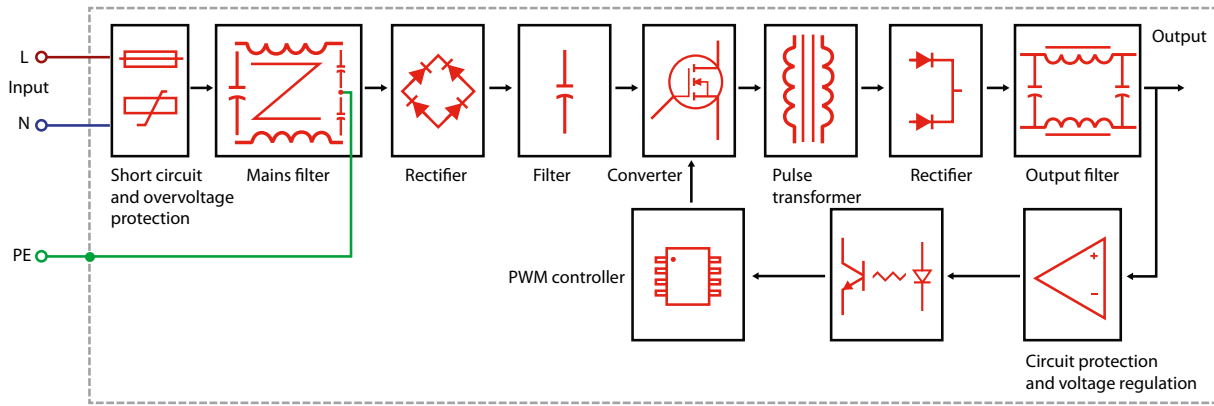 L
Input
N
PE
Output
Short circuit
and overvoltage
protection
Mains filter
Rectifier
Filter
Converter
Pulse
transformer
Rectifier
Output filter
PWM controller
+
−
Circuit protection
and voltage regulation